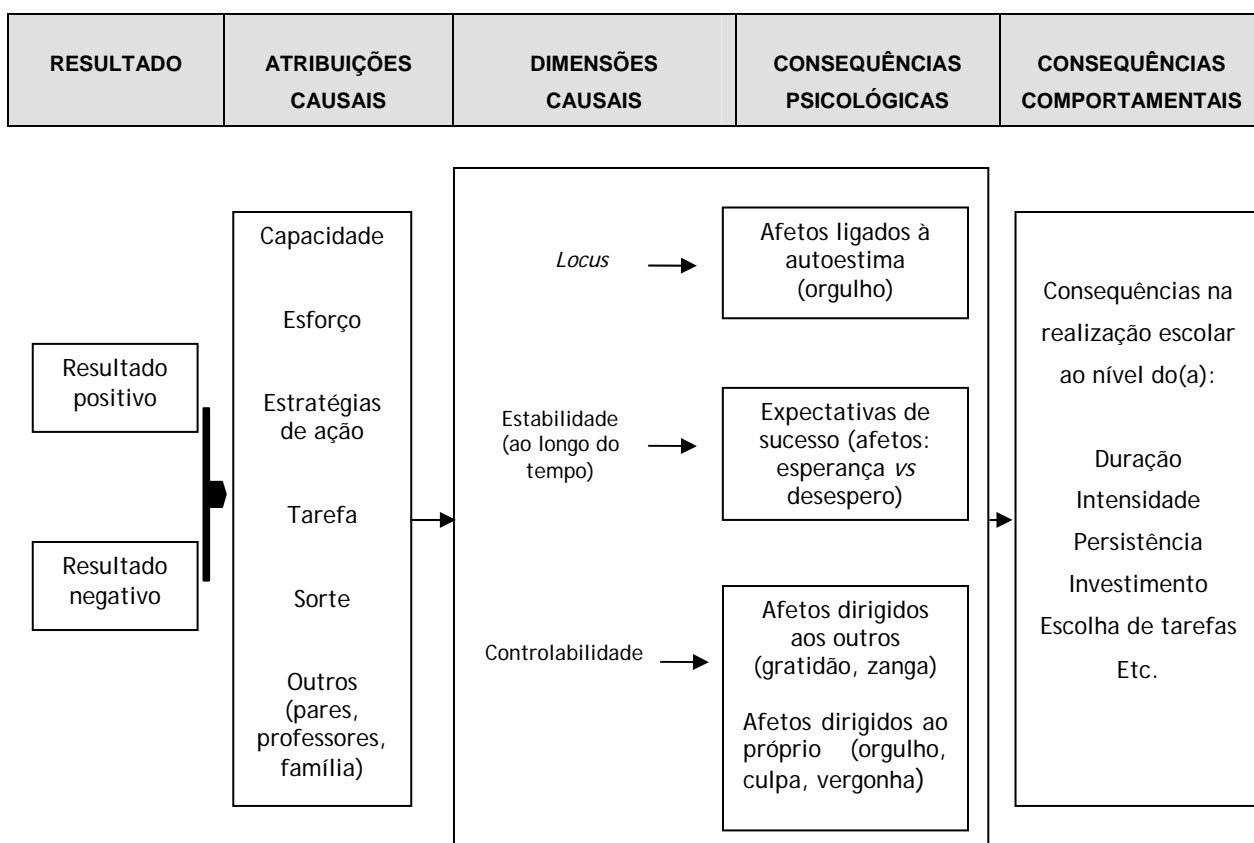 RESULTADO
ATRIBUIÇÕES
CAUSAIS
DIMENSÕES
CAUSAIS
CONSEQUÊNCIAS
PSICOLÓGICAS
CONSEQUÊNCIAS
COMPORTAMENTAIS
Resultado
positivo
Resultado
negativo
Capacidade
Esforço
Estratégias
de ação
Tarefa
Sorte
Outros
(pares,
professores,
família)
Locus
Estabilidade
(ao longo do
tempo)
Controlabilidade
Afetos ligados à
autoestima
(orgulho)
Expectativas de
sucesso (afetos:
esperança vs
desespero)
Afetos dirigidos
aos outros
(gratidão, zanga)
Afetos dirigidos ao
próprio (orgulho,
culpa, vergonha)
Consequências na
realização escolar
ao nível do(a):
Duração
Intensidade
Persistência
Investimento
Escolha de tarefas
Etc.